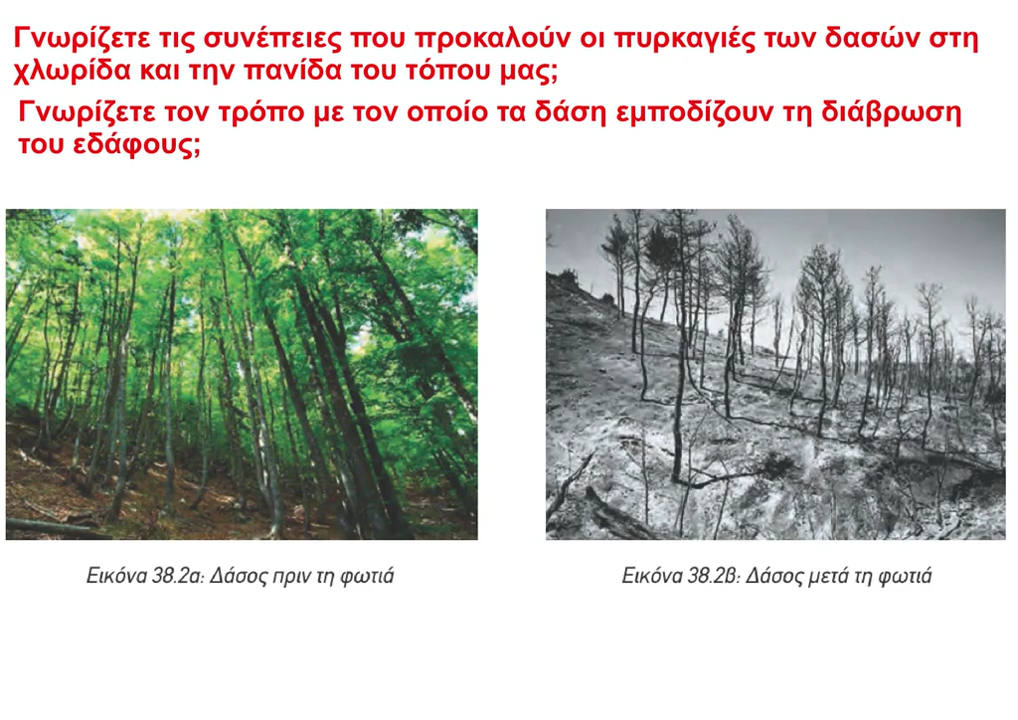 Γνωρίζετε τις συνέπειες που προκαλούν οι πυρκαγιές των δασών στη
χλωρίδα και την πανίδα του τόπου μας;
Γνωρίζετε τον τρόπο με τον οποίο τα δάση εμποδίζουν τη διάβρωση
του εδάφους;
Εικόνα 38.2α: Δάσος πριν τη φωτιά
Εικόνα 38.2β: Δάσος μετά τη φωτιά